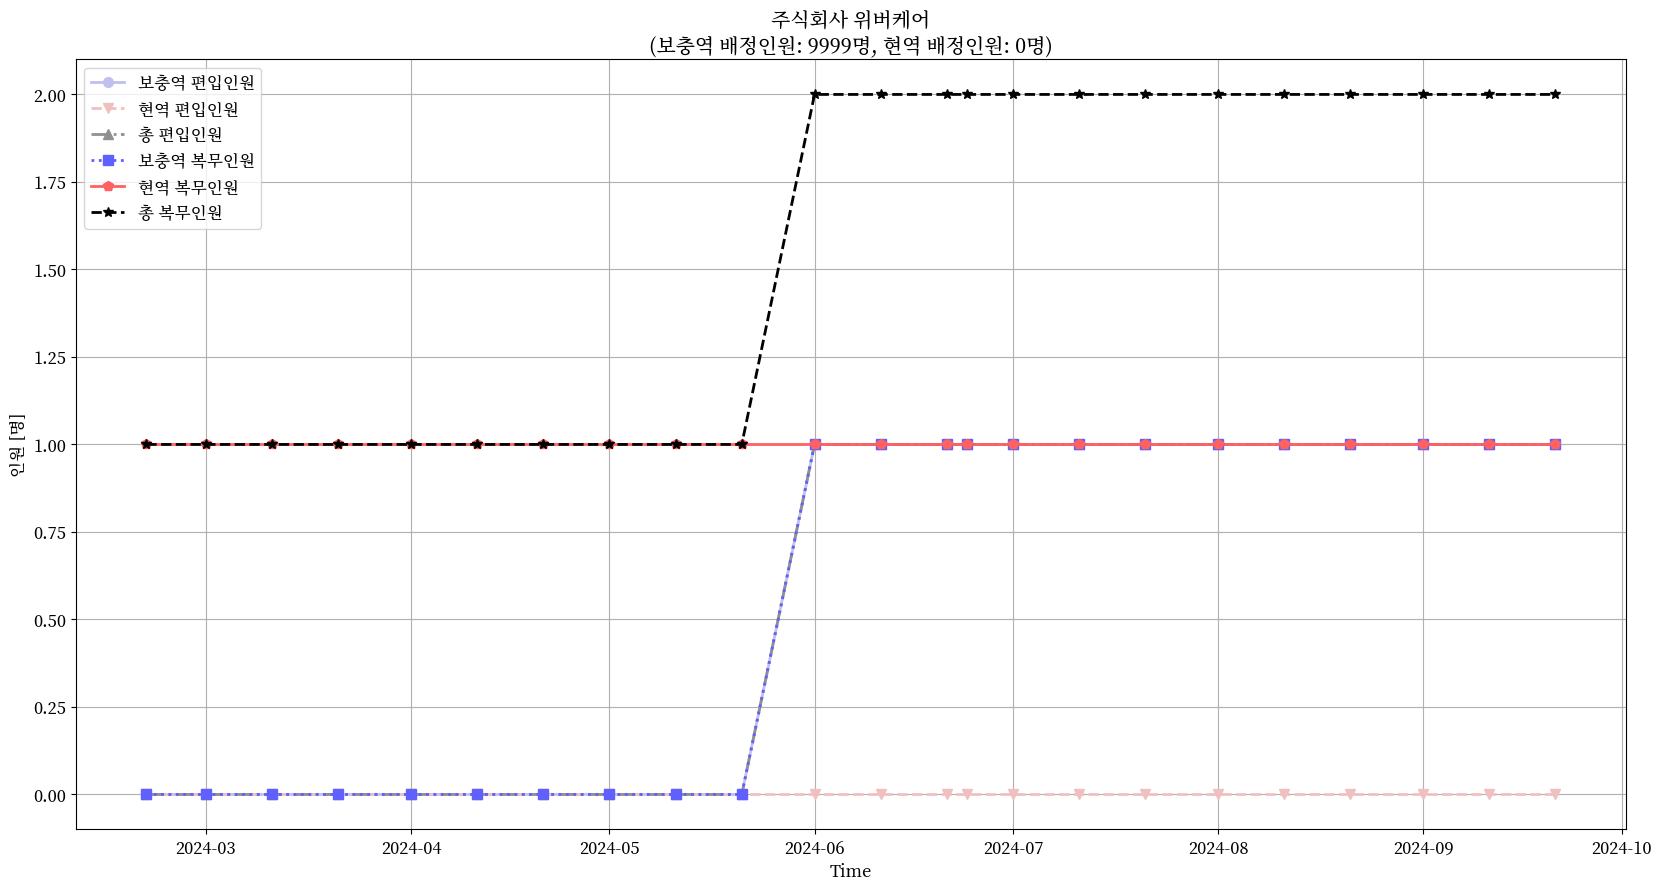 주식회사 위버케어
(보충역 배정인원: 9999명, 현역 배정인원: 0명)
보충역 편입인원
현역 편입인원
총 편입인원
보충역 복무인원
현역 복무인원
총 복무인원
2.00
1.75
1.50
1.25
1.00
0.75
0.50
0.25
0.00
인원 [명]
2024-03
2024-04
2024-05
2024-06
2024-07
2024-08
2024-09
2024-10
Time